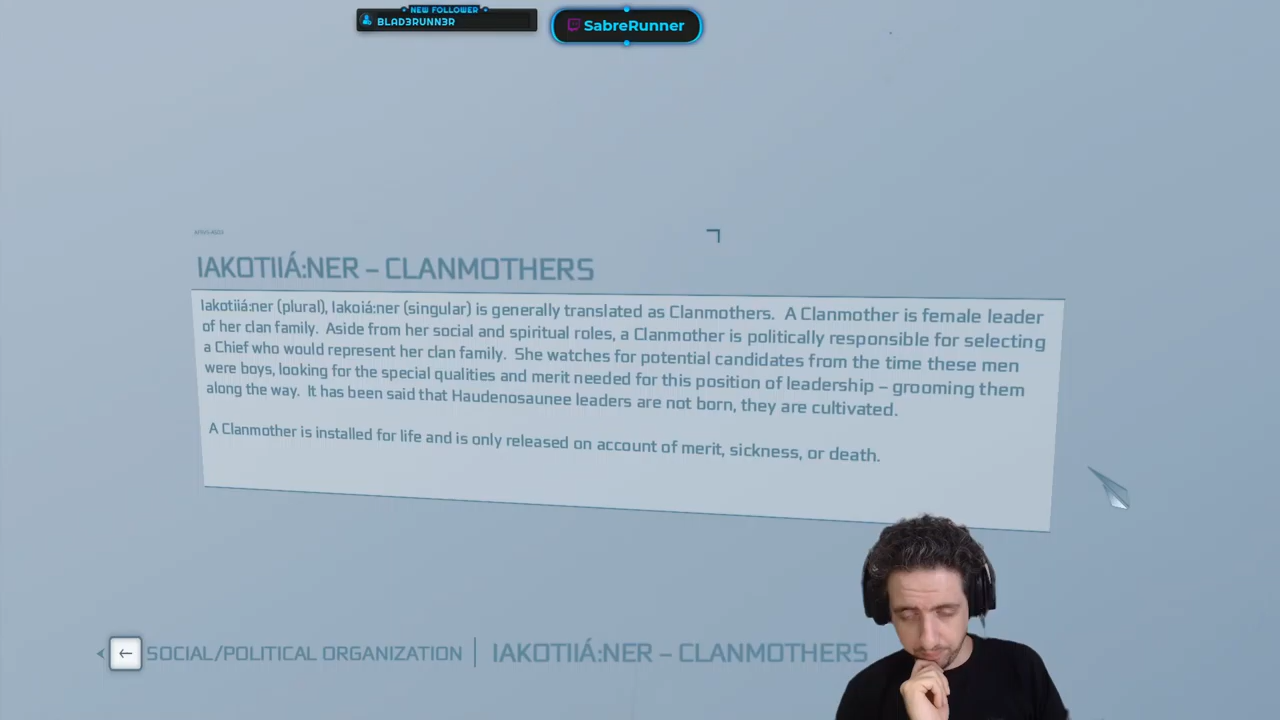 NEW FOLLOWER
BLAD3RUNN3R
SabreRunner
IAKOTIIÁ:NER – CLANMOTHERS
Iakotiiá:ner (plural), Iakoiá:ner (singular) is generally translated as Clanmothers. A Clanmother is female leader
of her clan family. Aside from her social and spiritual roles, a Clanmother is politically responsible for selecting
a Chief who would represent her clan family. She watches for potential candidates from the time these men
were boys, looking for the special qualities and merit needed for this position of leadership – grooming them
along the way. It has been said that Haudenosaunee leaders are not born, they are cultivated.
A Clanmother is installed for life and is only released on account of merit, sickness, or death.
SOCIAL/POLITICAL ORGANIZATION
IAKOTIIÁ:NER – CLANMOTHERS